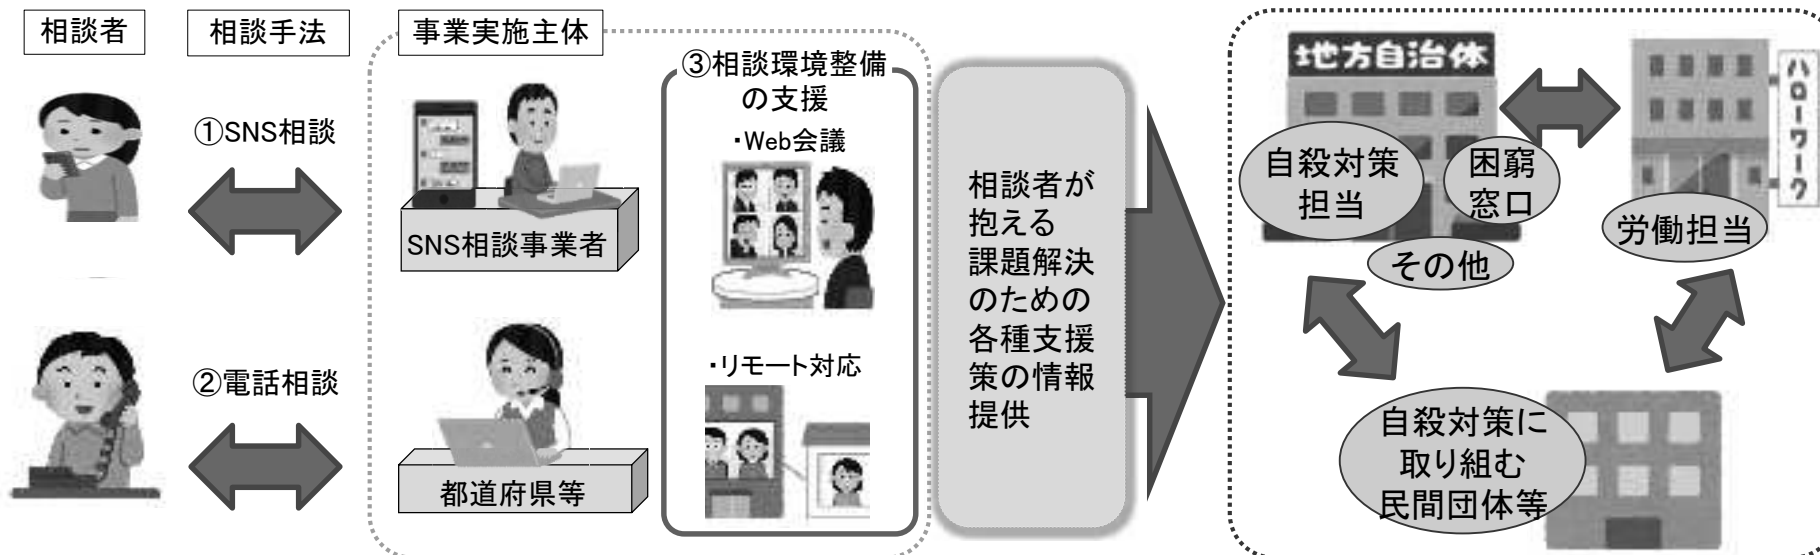 相談者
相談手法
事業実施主体
①SNS相談
②電話相談
SNS相談事業者
都道府県等
③相談環境整備
の支援
・Web会議
・リモート対応
相談者が
抱える
課題解決
のための
各種支援
策の情報
提供
地方自治体
自殺対策
担当
困窮
窓口
その他
ハローワーク
労働担当
自殺対策に
取り組む
民間団体等